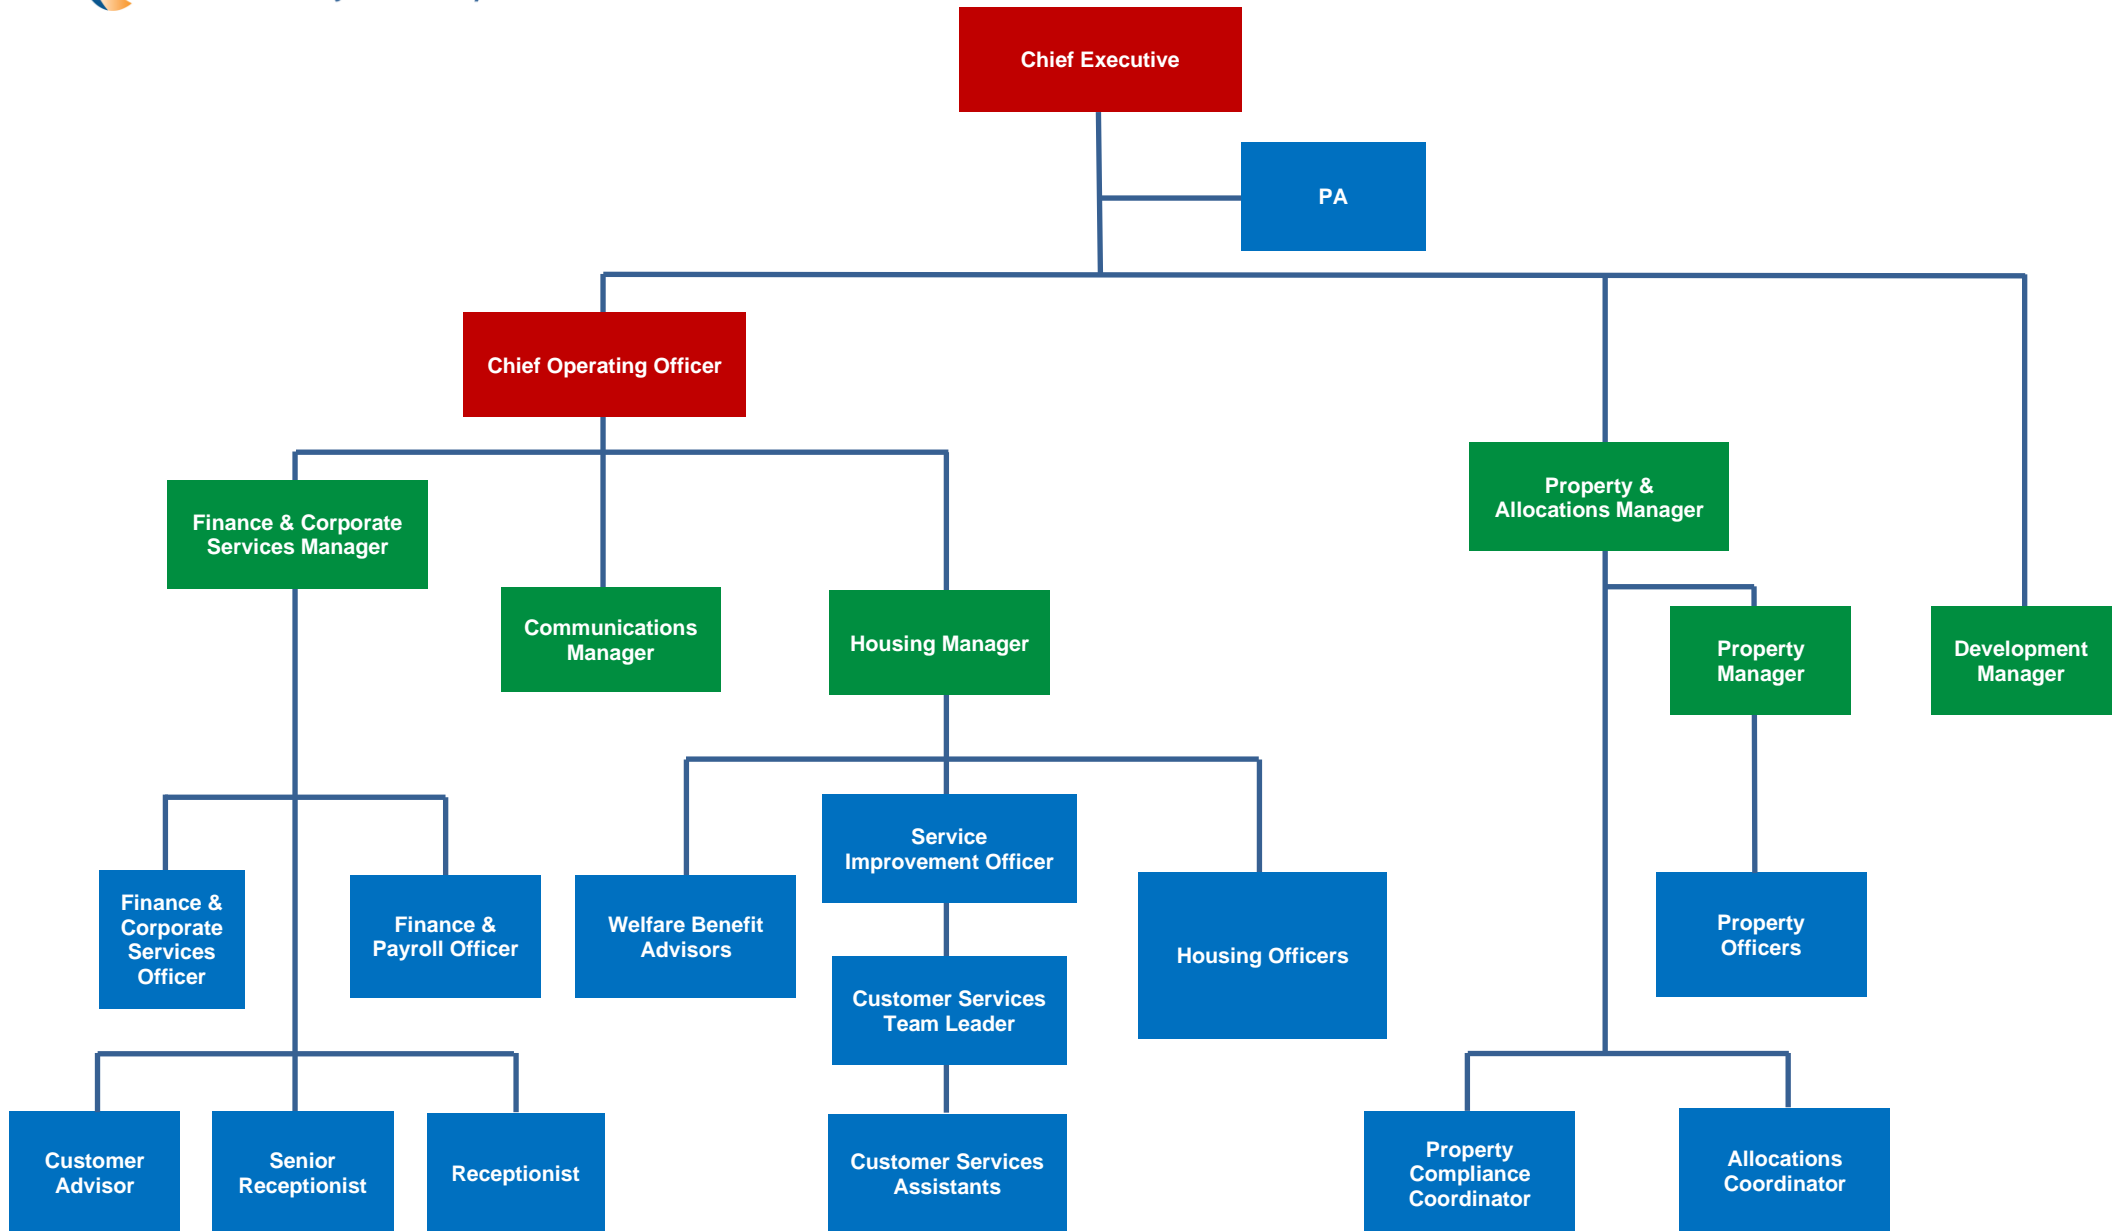 Chief Executive
PA
Chief Operating Officer
Finance & Corporate
Services Manager
Communications
Manager
Housing Manager
Property &
Allocations Manager
Property
Manager
Development
Manager
Finance &
Corporate
Services
Officer
Finance &
Payroll Officer
Welfare Benefit
Advisors
Service
Improvement Officer
Customer Services
Team Leader
Housing Officers
Property
Officers
Customer
Advisor
Senior
Receptionist
Receptionist
Customer Services
Assistants
Property
Compliance
Coordinator
Allocations
Coordinator